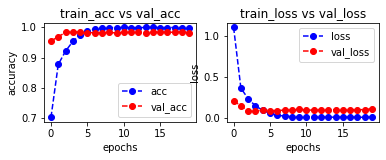 train_acc vs val_acc
1.0
0.9
0.8
0.7
accuracy
acc
val_acc
0
5
10
15
epochs
train_loss vs val_loss
1.0
0.5
0.0
loss
loss
val_loss
0
5
10
15
epochs